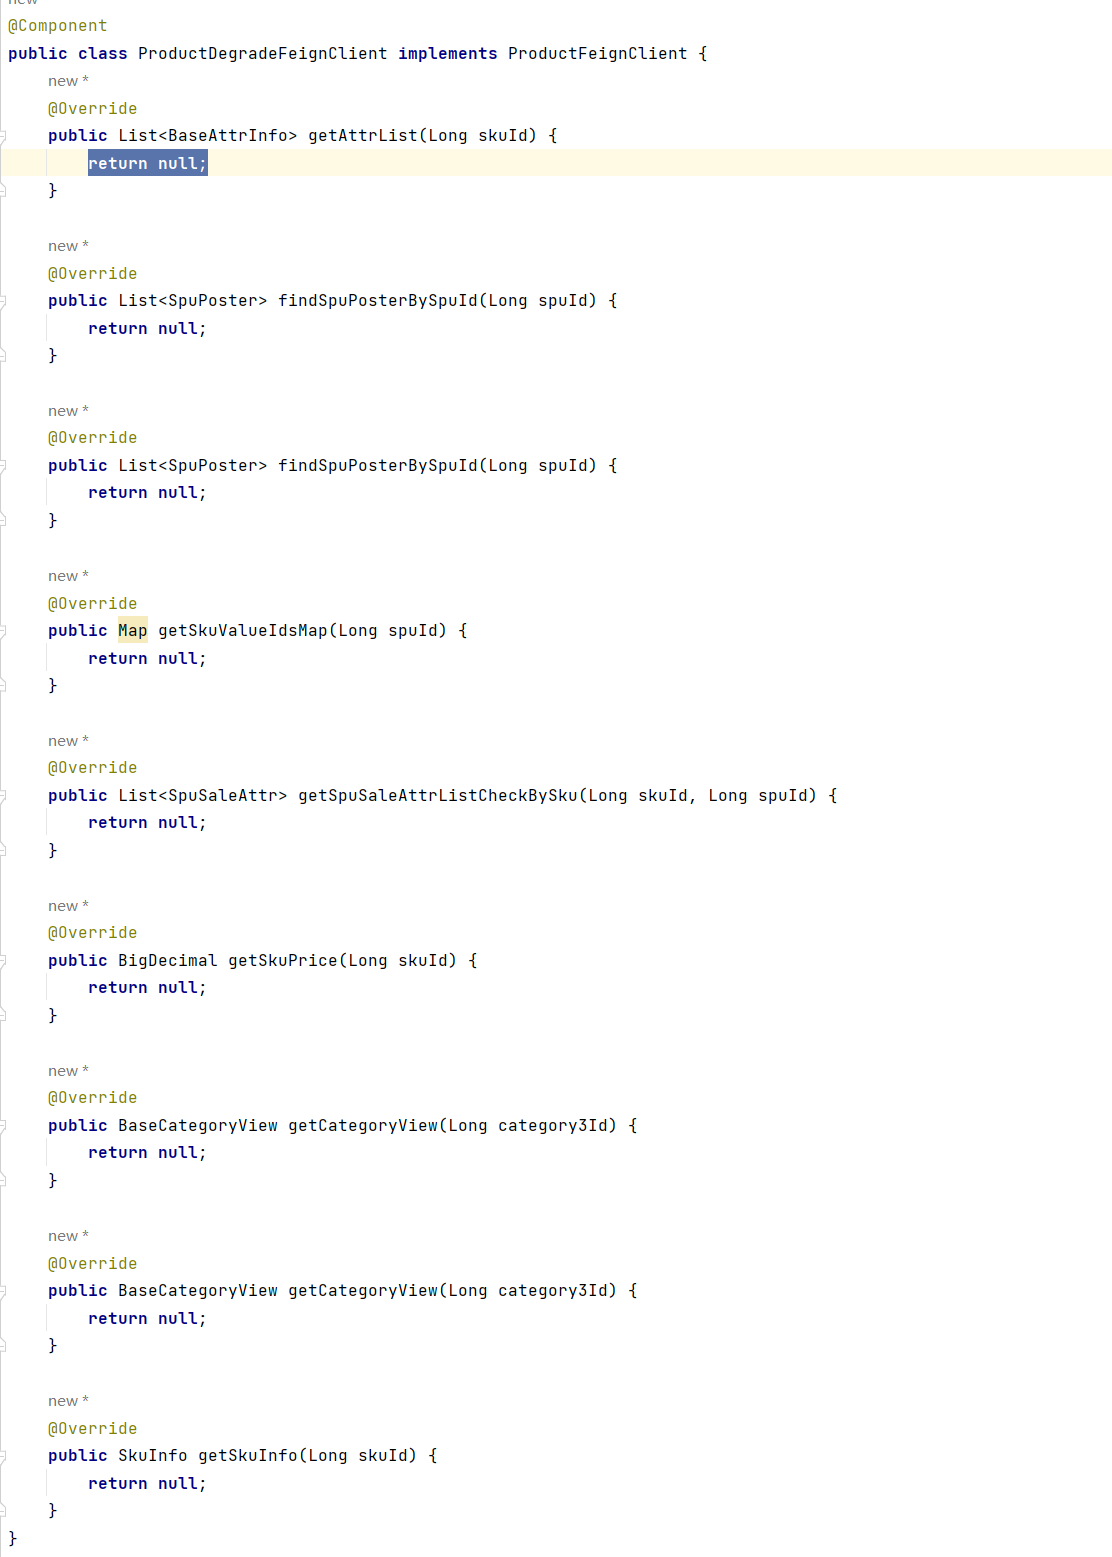 new *
@Component
public class ProductDegradeFeignClient implements ProductFeignClient {
new *
@Override
public List<BaseAttrInfo> getAttrList(Long skuId) {
return null;
}
new *
@Override
public List<SpuPoster> findSpuPosterBySpuId(Long spuId) {
return null;
}
new *
@Override
public List<SpuPoster> findSpuPosterBySpuId(Long spuId) {
return null;
}
new *
@Override
public Map getSkuValueIdsMap(Long spuId) {
return null;
}
new *
@Override
public List<SpuSaleAttr> getSpuSaleAttrListCheckBySku(Long skuId, Long spuId) {
return null;
}
new *
@Override
public BigDecimal getSkuPrice(Long skuId) {
return null;
}
new *
@Override
public BaseCategoryView getCategoryView(Long category3Id) {
return null;
}
new *
@Override
public BaseCategoryView getCategoryView(Long category3Id) {
return null;
}
new *
@Override
public SkuInfo getSkuInfo(Long skuId) {
return null;
}
}